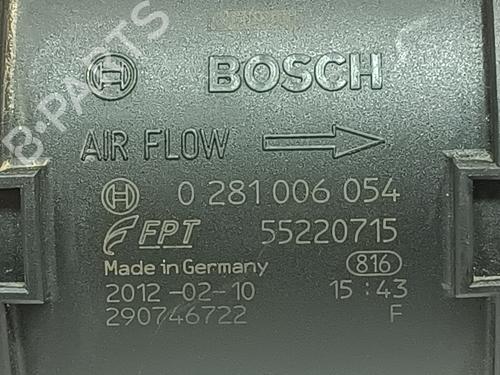 B-PARTS
BOSCH
AIR FLOW
0 281 006 054
FPT 55220715
Made in Germany 816
2012-02-10 15:43
290746722 F